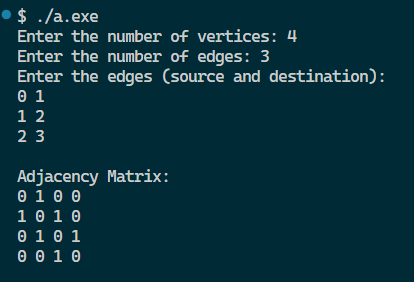 $ ./a.exe
Enter the number of vertices: 4
Enter the number of edges: 3
Enter the edges (source and destination):
0 1
1 2
2 3
Adjacency Matrix:
0 1 0 0
1 0 1 0
0 1 0 1
0 0 1 0